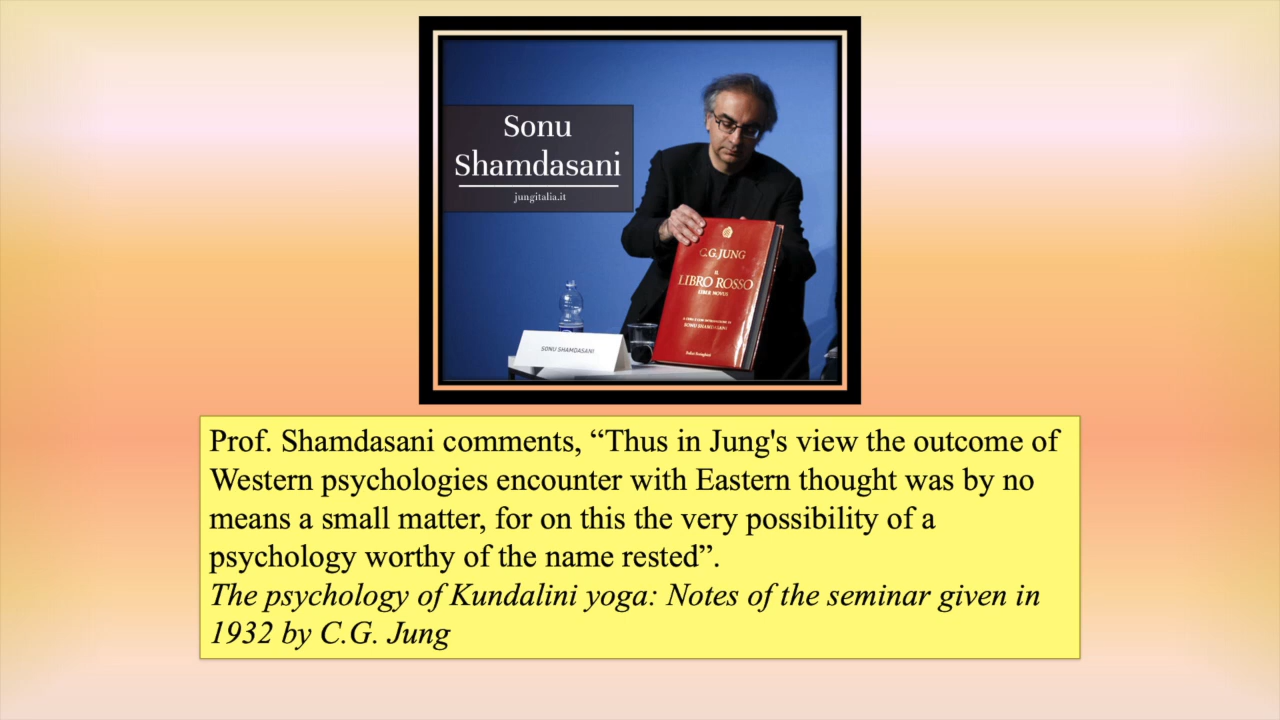 Sonu
Shamdasani
jungitalia.it
C.G. JUNG
IL
LIBRO ROSSO
LIBER NOVUS
SONU SHAMDASANI
SONU SHAMDASANI
Prof. Shamdasani comments, “Thus in Jung's view the outcome of
Western psychologies encounter with Eastern thought was by no
means a small matter, for on this the very possibility of a
psychology worthy of the name rested”.
The psychology of Kundalini yoga: Notes of the seminar given in
1932 by C.G. Jung